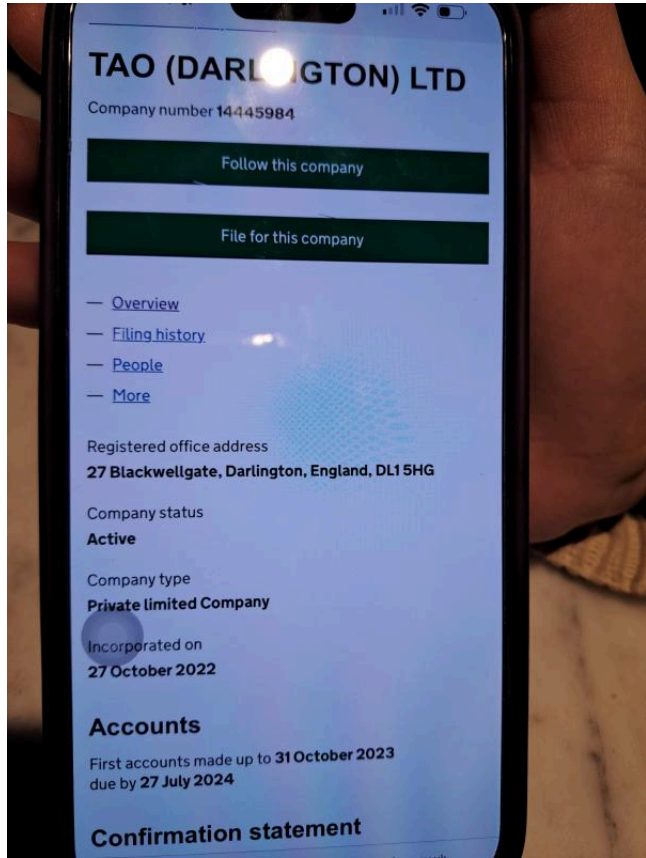 TAO (DARLINGTON) LTD
Company number 14445984
Follow this company
File for this company
— Overview
— Filing history
— People
— More
Registered office address
27 Blackwellgate, Darlington, England, DL1 5HG
Company status
Active
Company type
Private limited Company
Incorporated on
27 October 2022
Accounts
First accounts made up to 31 October 2023
due by 27 July 2024
Confirmation statement